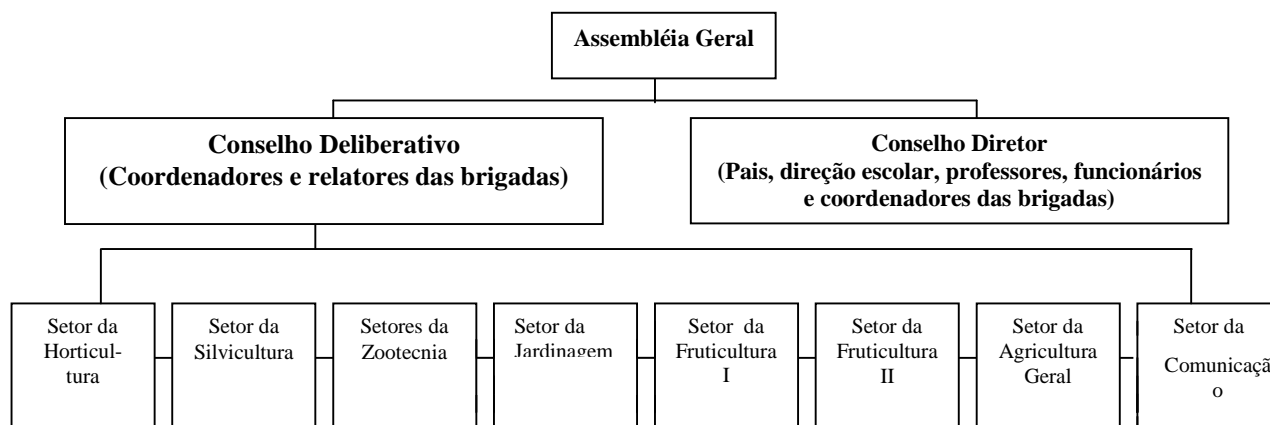 Assembléia Geral
Conselho Deliberativo
(Coordenadores e relatores das brigadas)
Conselho Diretor
(Pais, direção escolar, professores, funcionários
e coordenadores das brigadas)
Setor da
Horticul-
tura
Setor da
Silvicultura
Setores da
Zootecnia
Setor da
Jardinagem
Setor da
Fruticultura
I
Setor da
Fruticultura
II
Setor da
Agricultura
Geral
Setor da
Comunicaçã
o